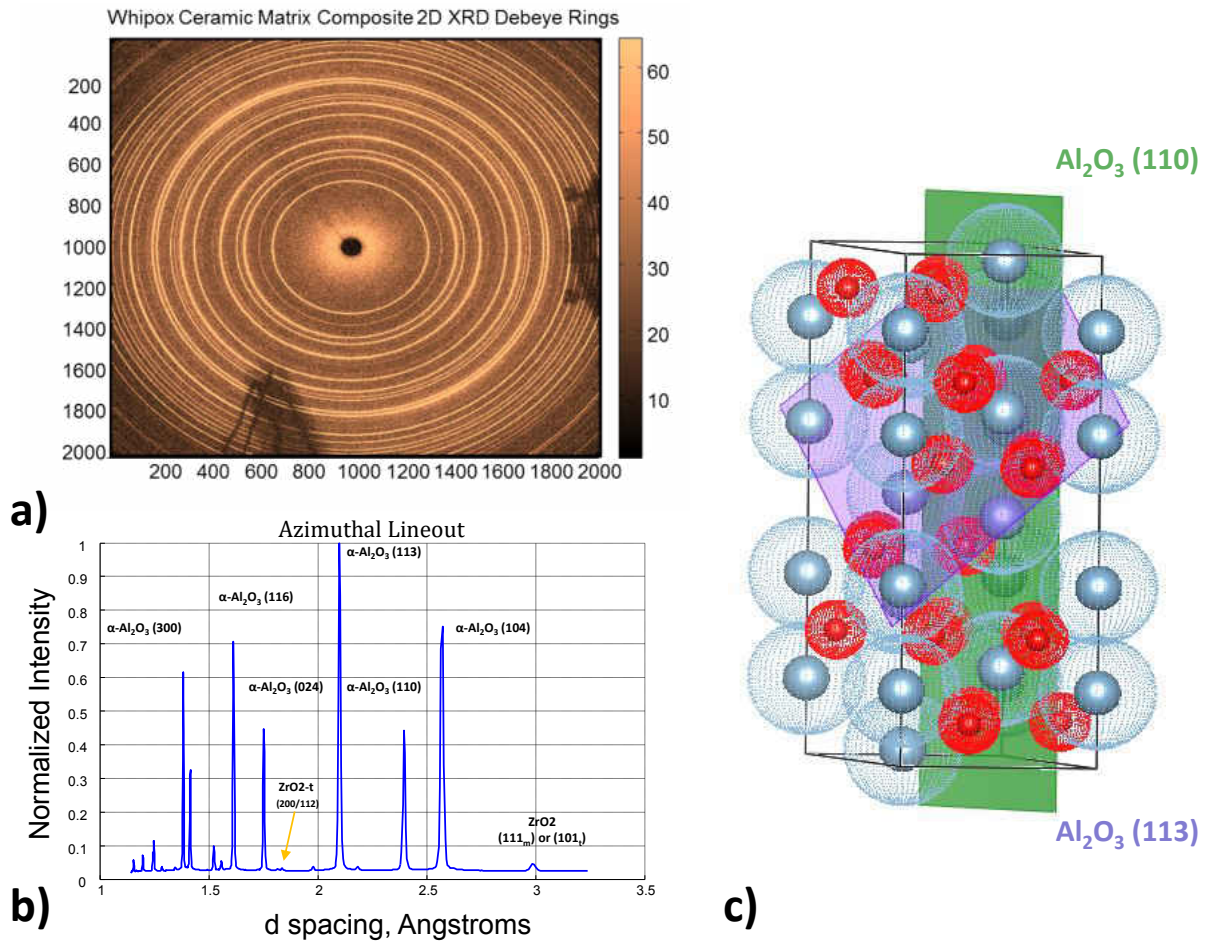 Whipox Ceramic Matrix Composite 2D XRD Debeye Rings
200
400
600
800
1000
1200
1400
1600
1800
2000
200 400 600 800 1000 1200 1400 1600 1800 2000
60
50
40
30
20
10
a)
Azimuthal Lineout
Normalized Intensity
1
0.9
0.8
0.7
0.6
0.5
0.4
0.3
0.2
0.1
0
α-Al₂O₃ (113)
α-Al₂O₃ (116)
α-Al₂O₃ (300)
α-Al₂O₃ (104)
α-Al₂O₃ (024)
α-Al₂O₃ (110)
ZrO2-t
(200/112)
ZrO2
(111ₘ) or (101ₜ)
1 1.5 2 2.5 3 3.5
d spacing, Angstroms
b)
Al₂O₃ (110)
Al₂O₃ (113)
c)